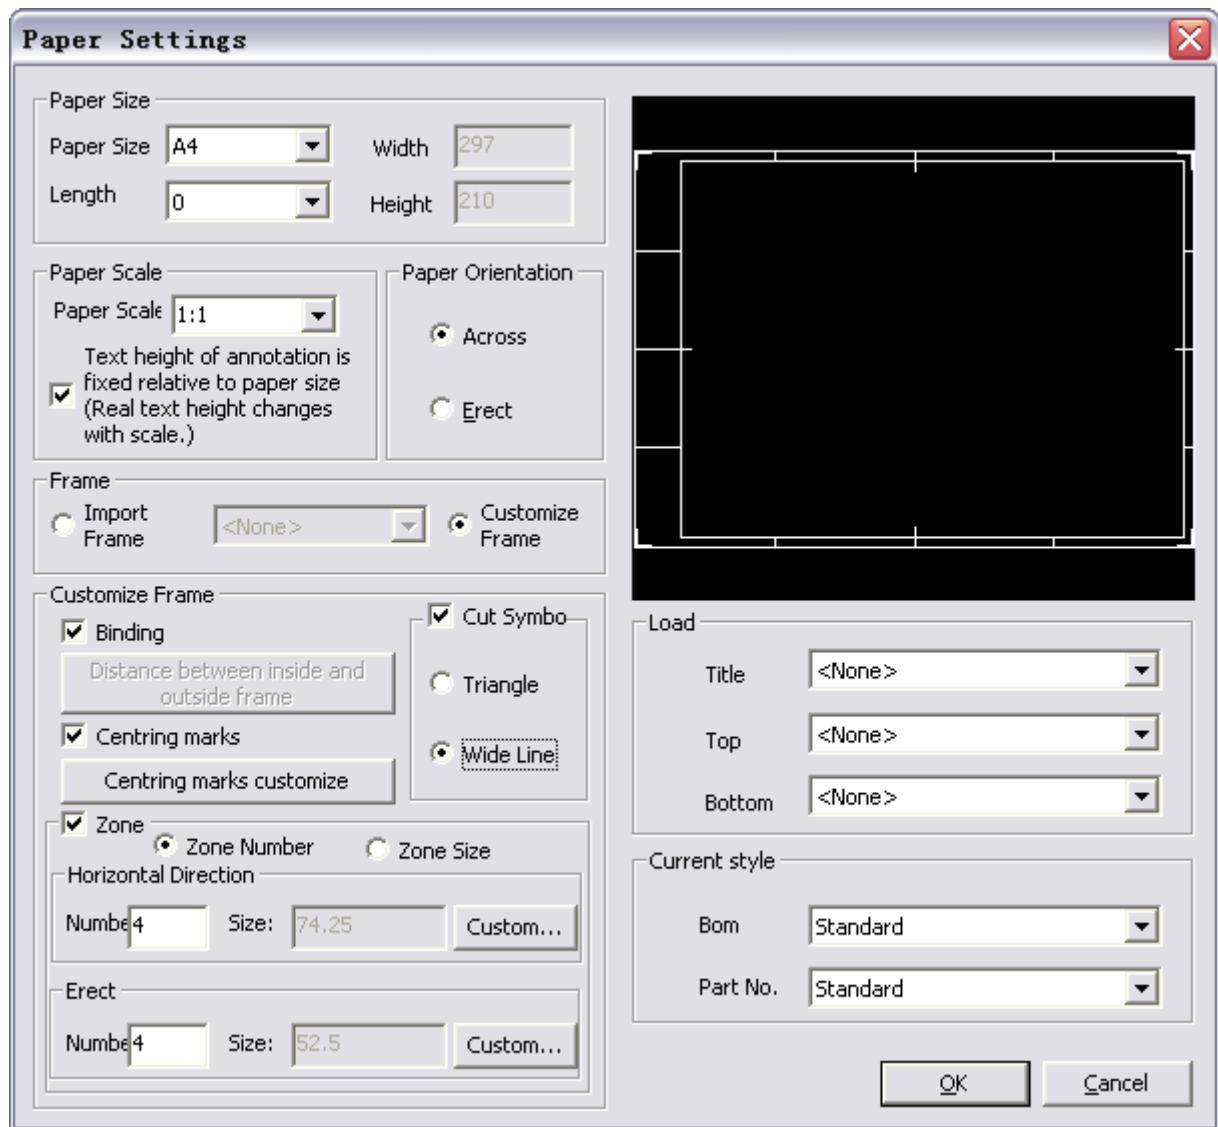 Paper Settings
Paper Size
Paper Size A4 Width 297
Length 0 Height 210
Paper Scale
Paper Scale 1:1
Text height of annotation is
fixed relative to paper size
(Real text height changes
with scale.)
Paper Orientation
Across
Erect
Frame
Import
Frame
<None>
Customize
Frame
Customize Frame
Binding
Distance between inside and
outside frame
Centring marks
Centring marks customize
Cut Symbo
Triangle
Wide Line
Zone
Zone Number Zone Size
Horizontal Direction
Numbe 4 Size: 74.25 Custom...
Erect
Numbe 4 Size: 52.5 Custom...
Load
Title <None>
Top <None>
Bottom <None>
Current style
Bom Standard
Part No. Standard
OK Cancel